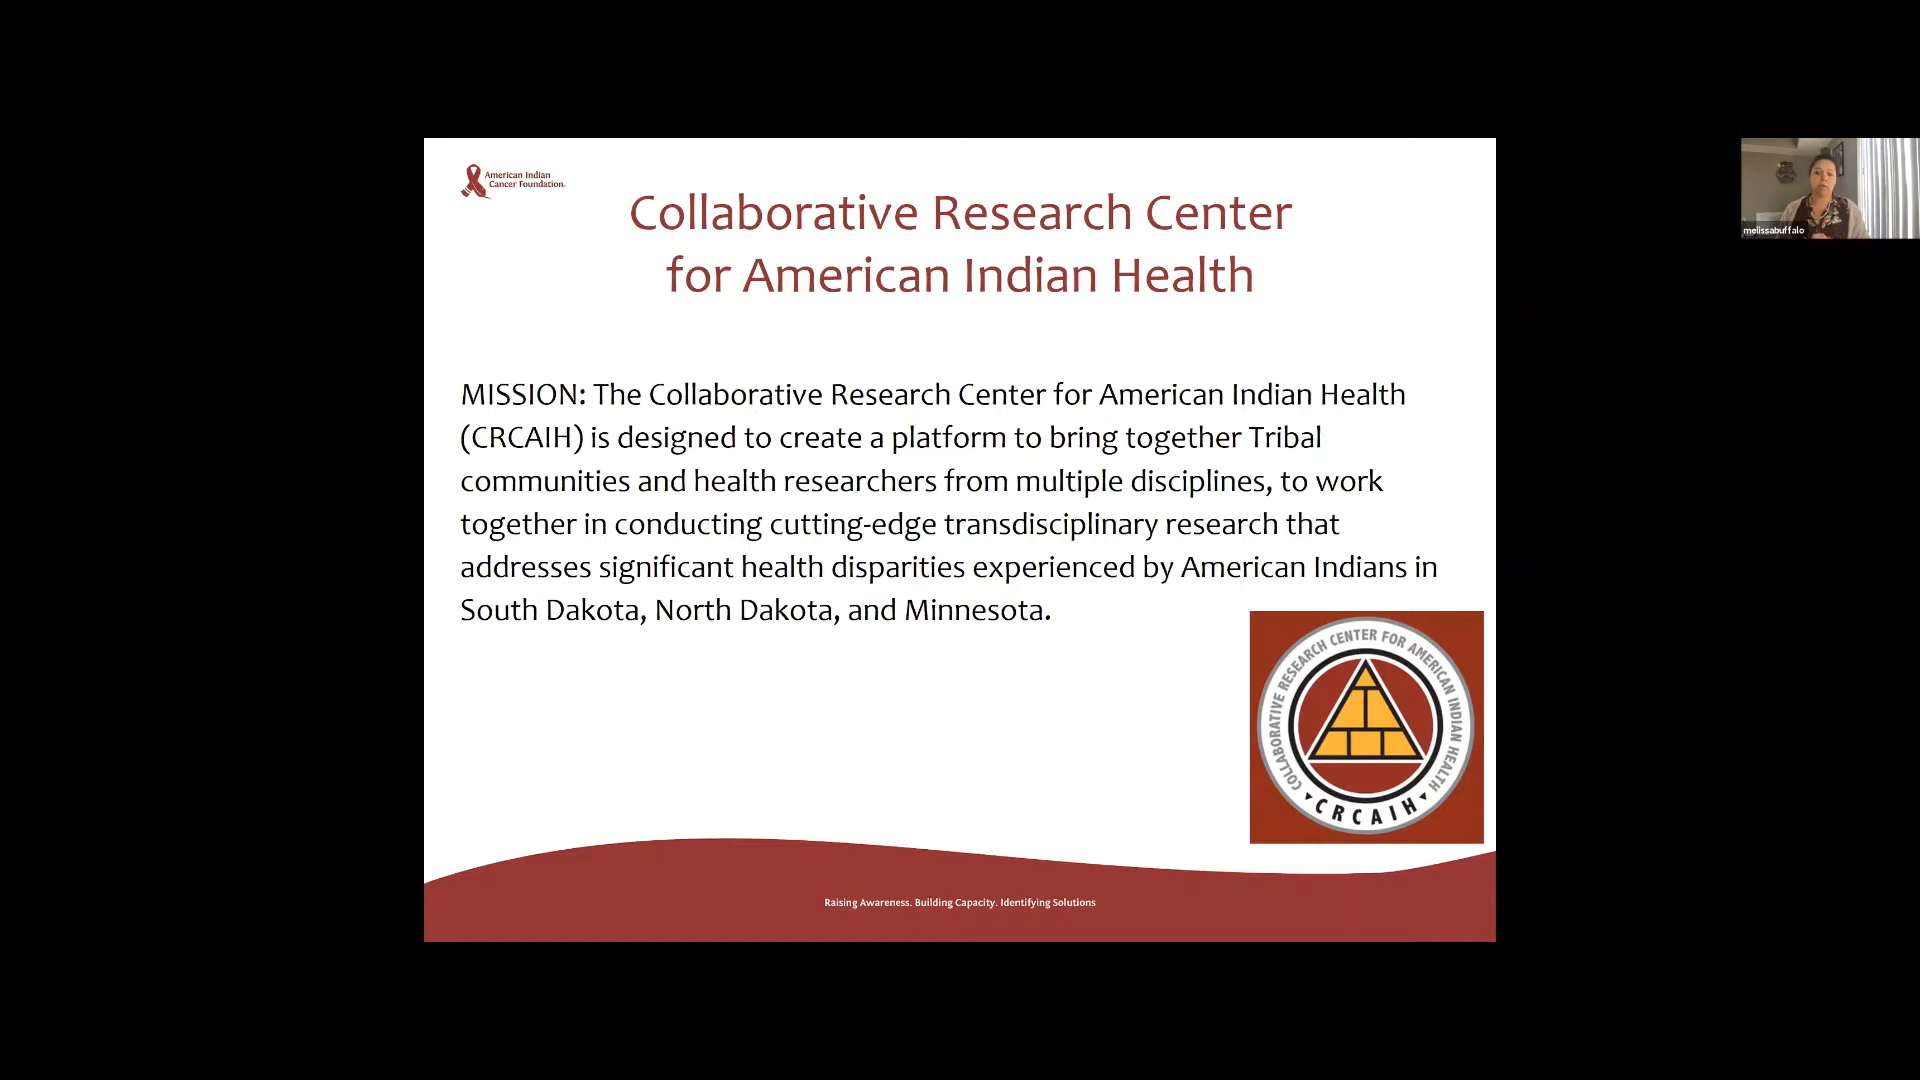 American Indian
Cancer Foundation.
Collaborative Research Center
for American Indian Health
melissabuffalo
MISSION: The Collaborative Research Center for American Indian Health
(CRCAIH) is designed to create a platform to bring together Tribal
communities and health researchers from multiple disciplines, to work
together in conducting cutting-edge transdisciplinary research that
addresses significant health disparities experienced by American Indians in
South Dakota, North Dakota, and Minnesota.
COLLABORATIVE RESEARCH CENTER FOR AMERICAN INDIAN HEALTH
CRCAIH
Raising Awareness. Building Capacity. Identifying Solutions